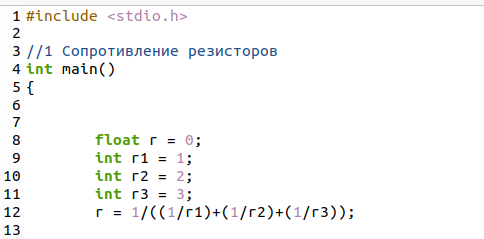 1 #include <stdio.h>
2
3 //1 Сопротивление резисторов
4 int main()
5 {
6
7
8 float r = 0;
9 int r1 = 1;
10 int r2 = 2;
11 int r3 = 3;
12 r = 1/((1/r1)+(1/r2)+(1/r3));
13